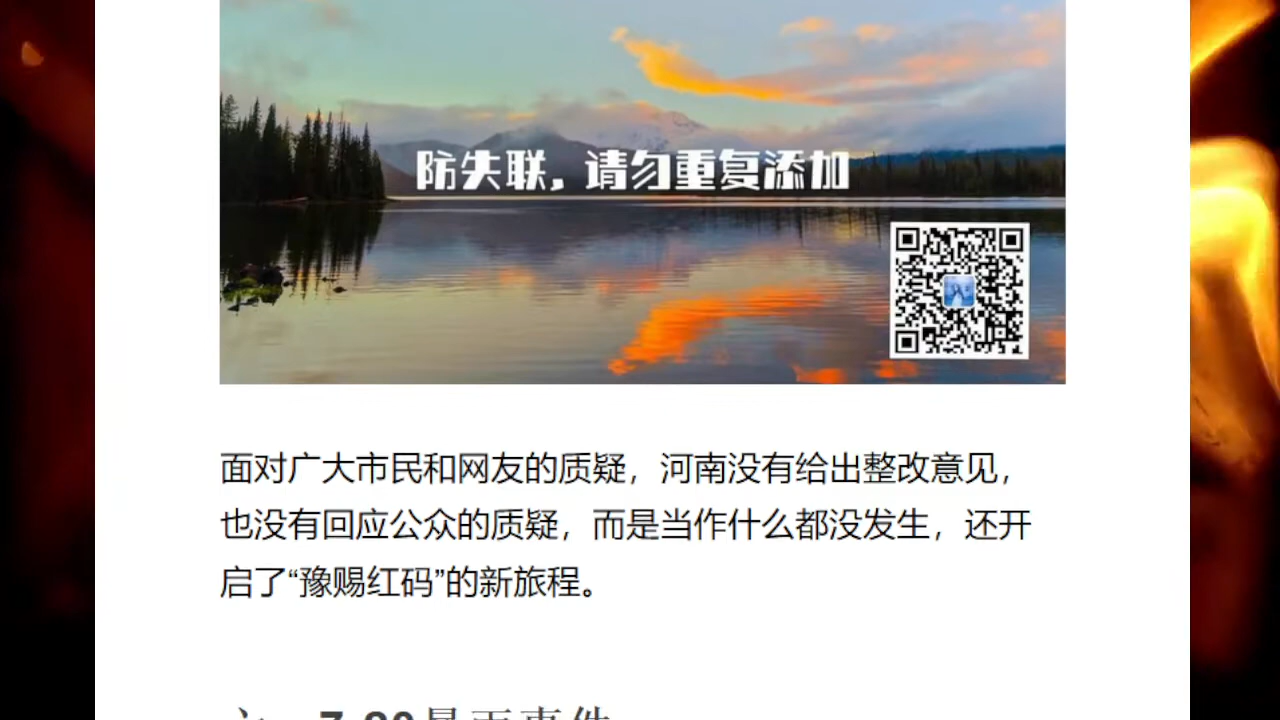 防失联，请勿重复添加
面对广大市民和网友的质疑，河南没有给出整改意见，
也没有回应公众的质疑，而是当作什么都没发生，还开
启了“豫赐红码”的新旅程。